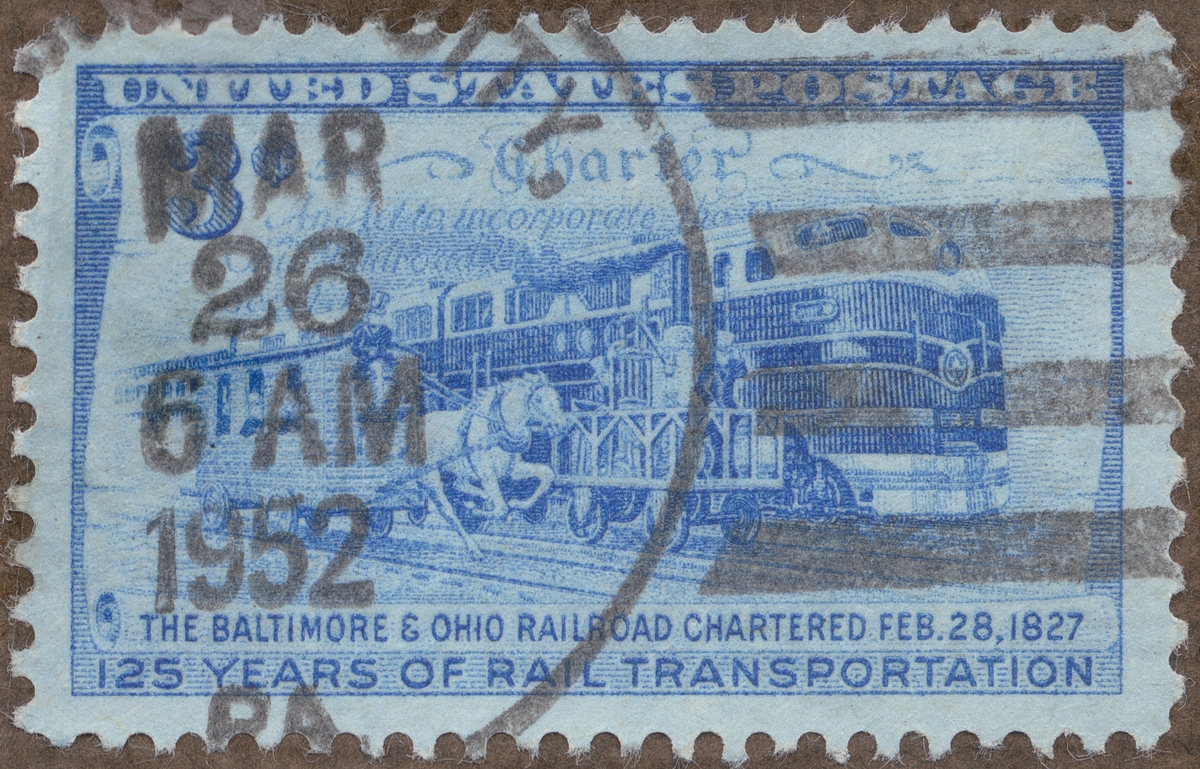 UNITED STATES POSTAGE
3¢
Charter
An Act to incorporate the
MAR
26
6 AM
1952
THE BALTIMORE & OHIO RAILROAD CHARTERED FEB. 28, 1827
125 YEARS OF RAIL TRANSPORTATION
PA